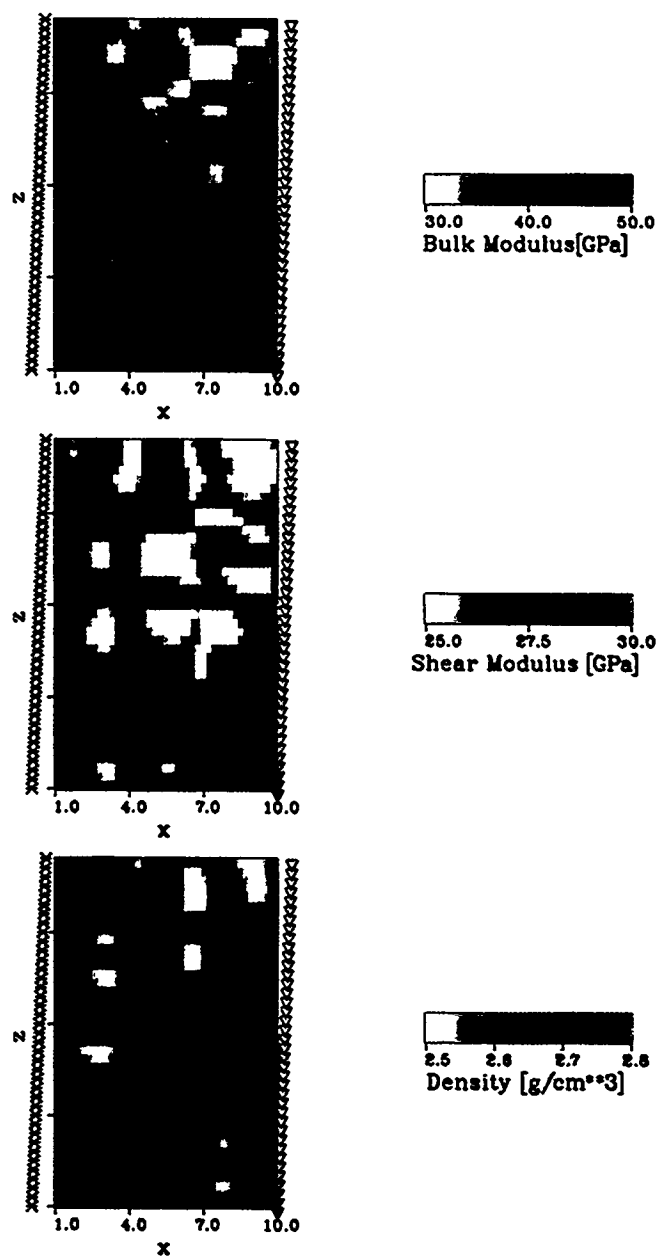 Z
1.0 4.0 7.0 10.0
X
30.0 40.0 50.0
Bulk Modulus[GPa]
Z
1.0 4.0 7.0 10.0
X
25.0 27.5 30.0
Shear Modulus [GPa]
Z
1.0 4.0 7.0 10.0
X
2.5 2.6 2.7 2.8
Density [g/cm**3]